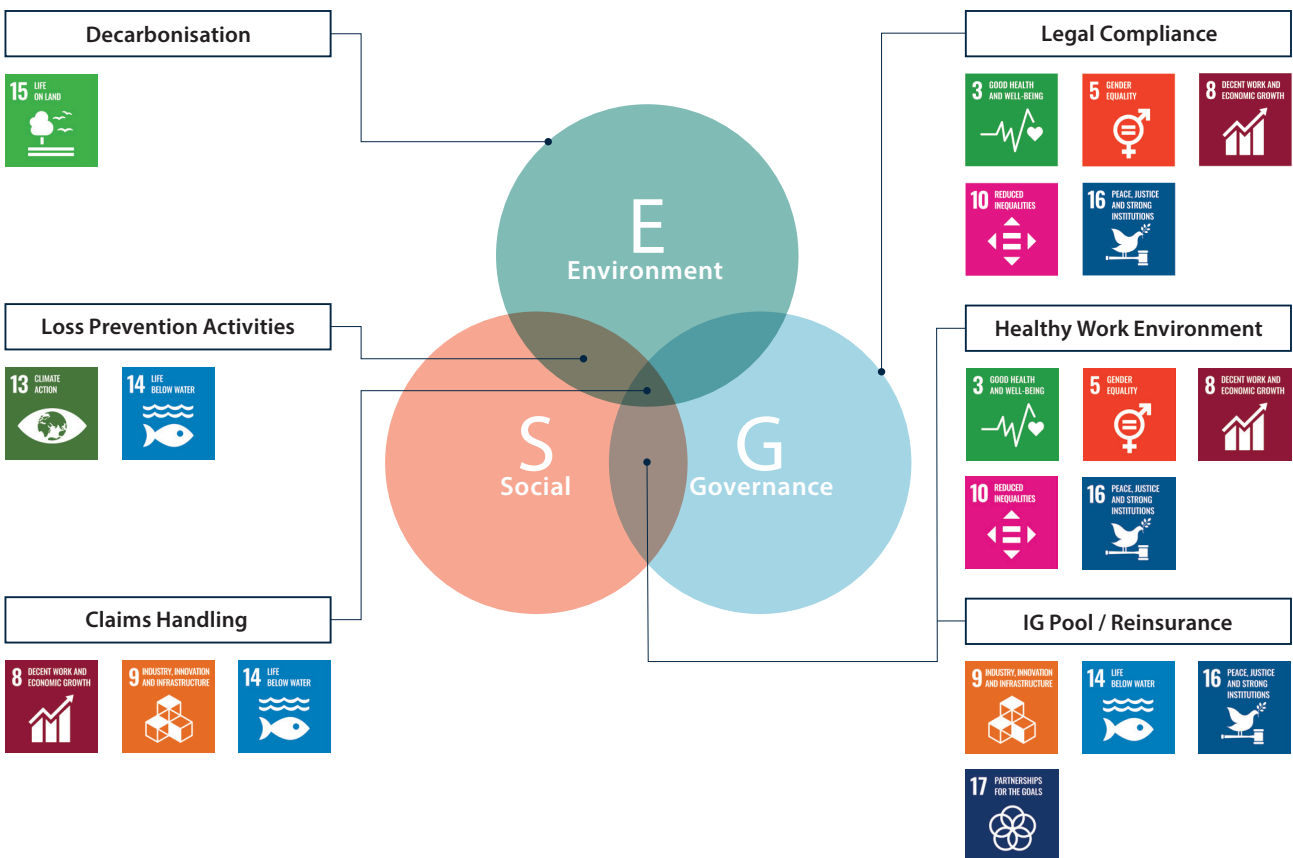 Decarbonisation
15 LIFE
ON LAND
Loss Prevention Activities
13 CLIMATE
ACTION
14 LIFE
BELOW WATER
Claims Handling
8 DECENT WORK AND
ECONOMIC GROWTH
9 INDUSTRY, INNOVATION
AND INFRASTRUCTURE
14 LIFE
BELOW WATER
E
Environment
S
Social
G
Governance
Legal Compliance
3 GOOD HEALTH
AND WELL-BEING
5 GENDER
EQUALITY
8 DECENT WORK AND
ECONOMIC GROWTH
10 REDUCED
INEQUALITIES
16 PEACE, JUSTICE
AND STRONG
INSTITUTIONS
Healthy Work Environment
3 GOOD HEALTH
AND WELL-BEING
5 GENDER
EQUALITY
8 DECENT WORK AND
ECONOMIC GROWTH
10 REDUCED
INEQUALITIES
16 PEACE, JUSTICE
AND STRONG
INSTITUTIONS
IG Pool / Reinsurance
9 INDUSTRY, INNOVATION
AND INFRASTRUCTURE
14 LIFE
BELOW WATER
16 PEACE, JUSTICE
AND STRONG
INSTITUTIONS
17 PARTNERSHIPS
FOR THE GOALS